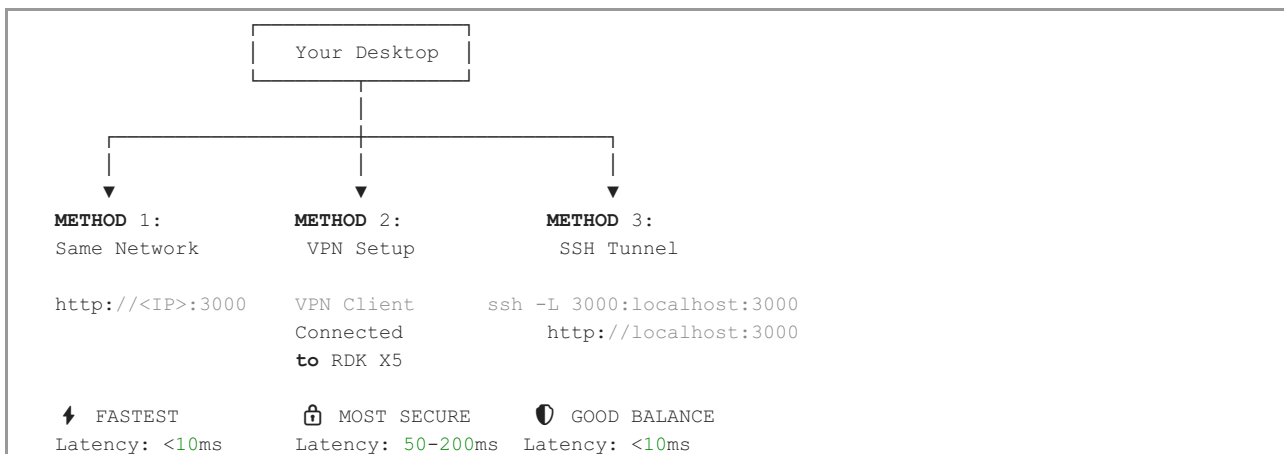 Your Desktop
METHOD 1: METHOD 2: METHOD 3:
Same Network VPN Setup SSH Tunnel
http://<IP>:3000 VPN Client ssh -L 3000:localhost:3000
Connected http://localhost:3000
to RDK X5
FASTEST MOST SECURE GOOD BALANCE
Latency: <10ms Latency: 50-200ms Latency: <10ms